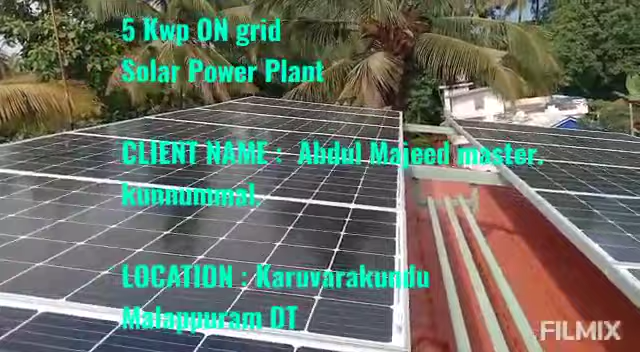 5 Kwp ON grid
Solar Power Plant
CLIENT NAME : Abdul Majeed master.
kunnummal.
LOCATION : Karuvarakundu
Malappuram DT
FILMIX